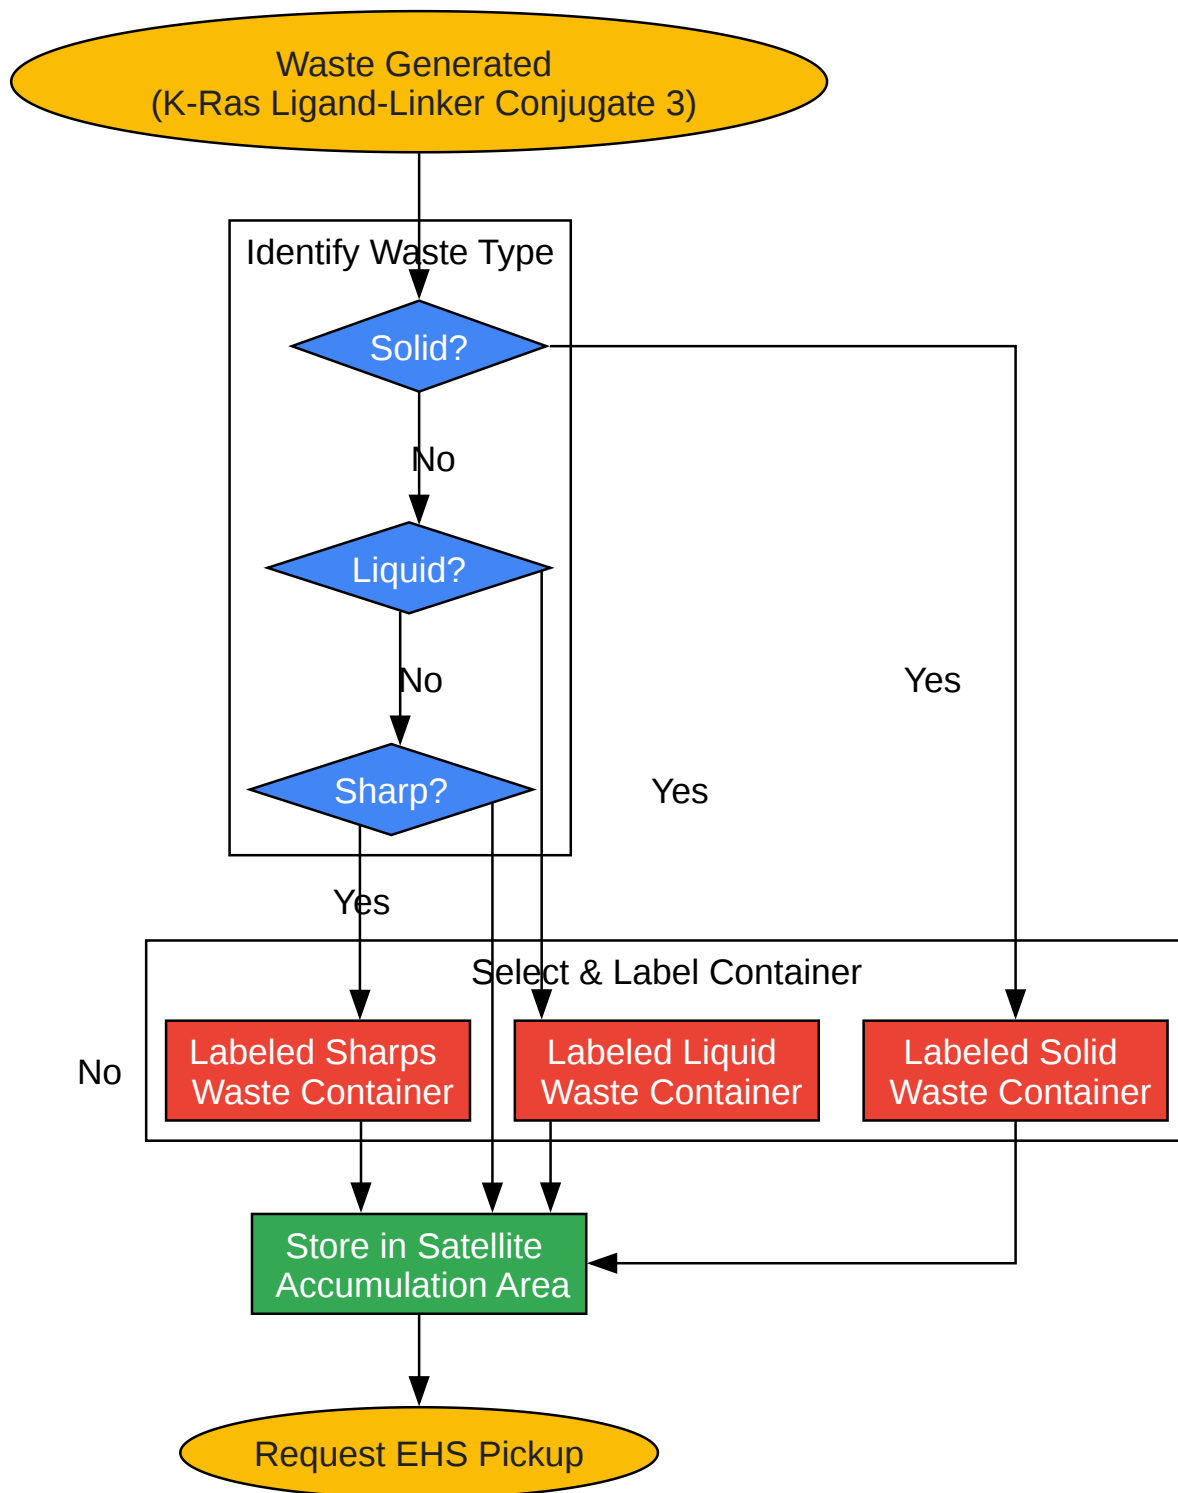 Waste Generated
(K-Ras Ligand-Linker Conjugate 3)
Identify Waste Type
Solid?
No
Liquid?
No
Yes
Sharp?
Yes
Yes
Select & Label Container
Labeled Sharps
Waste Container
Labeled Liquid
Waste Container
Labeled Solid
Waste Container
No
Store in Satellite
Accumulation Area
Request EHS Pickup